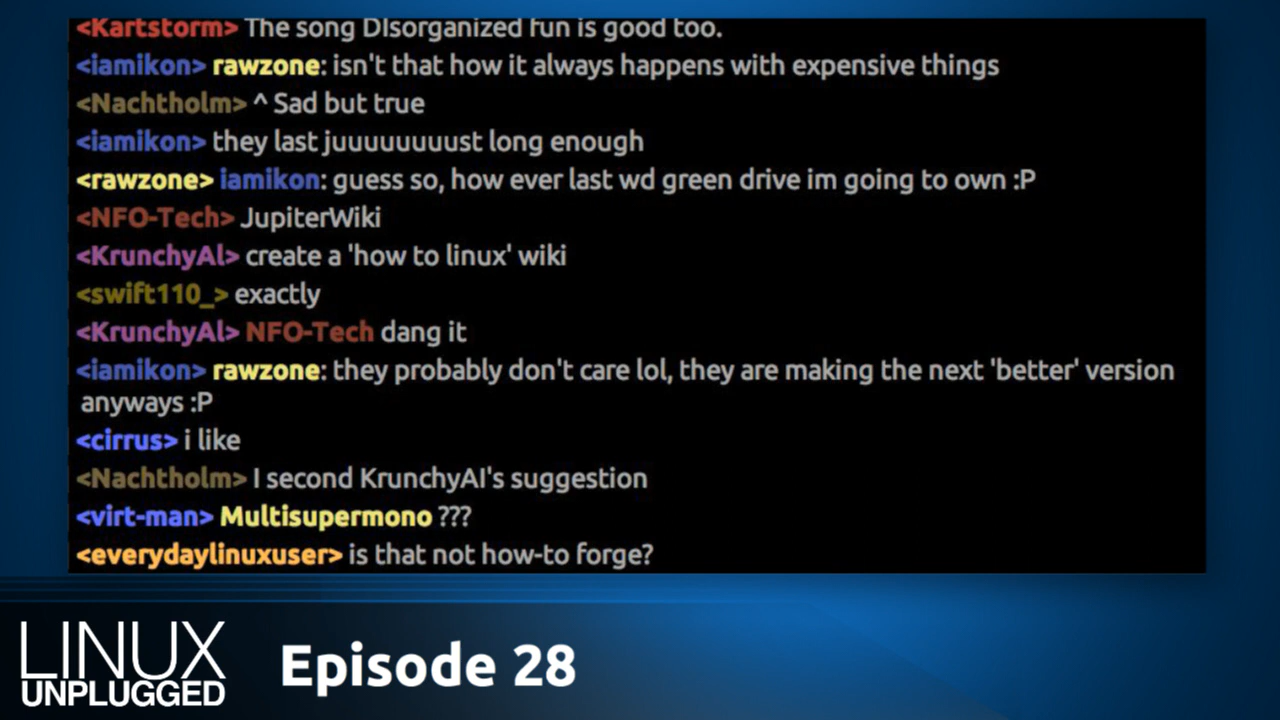 <Kartstorm> The song DIsorganized fun is good too.
<iamikon> rawzone: isn't that how it always happens with expensive things
<Nachtholm> ^ Sad but true
<iamikon> they last juuuuuuuust long enough
<rawzone> iamikon: guess so, how ever last wd green drive im going to own :P
<NFO-Tech> JupiterWiki
<KrunchyAl> create a 'how to linux' wiki
<swift110_> exactly
<KrunchyAl> NFO-Tech dang it
<iamikon> rawzone: they probably don't care lol, they are making the next 'better' version
anyways :P
<cirrus> i like
<Nachtholm> I second KrunchyAI's suggestion
<virt-man> Multisupermono ???
<everydaylinuxuser> is that not how-to forge?
LINUX
UNPLUGGED
Episode 28